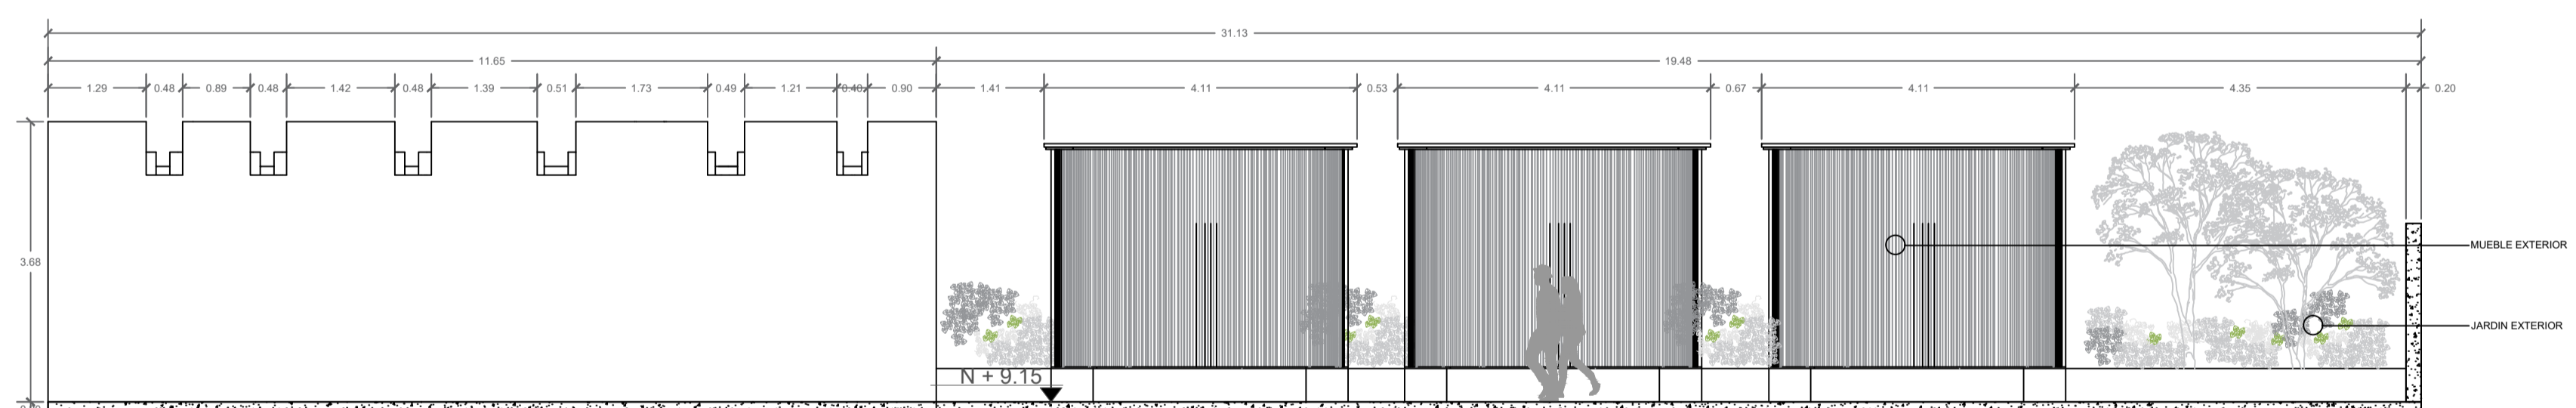 31.13
11.65 19.48
1.29 0.48 0.89 0.48 1.42 0.48 1.39 0.51 1.73 0.49 1.21 0.40 0.90 1.41 4.11 0.53 4.11 0.67 4.11 4.35 0.20
MUEBLE EXTERIOR
3.68
JARDIN EXTERIOR
N + 9.15